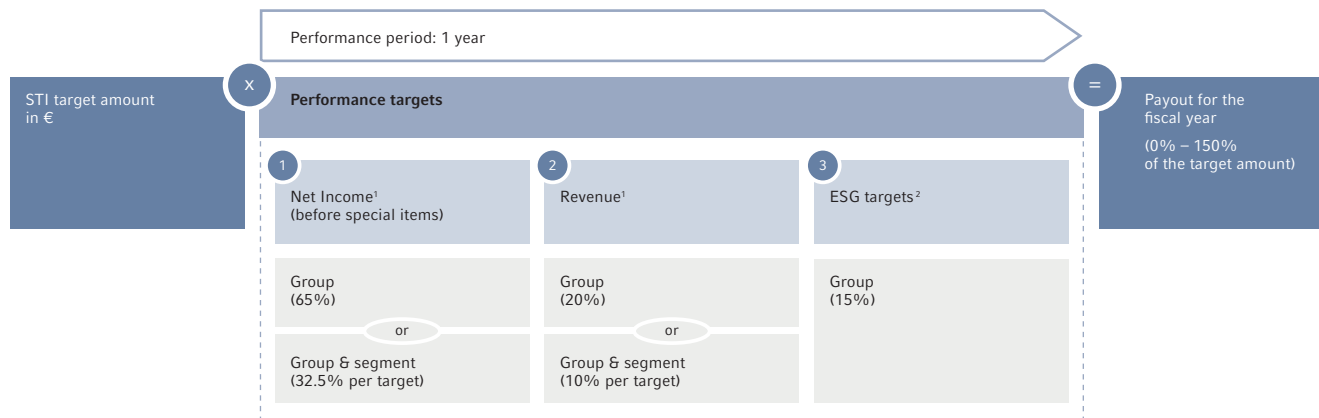 Performance period: 1 year
STI target amount
in €
x
Performance targets
=
Payout for the
fiscal year
(0% – 150%
of the target amount)
1
Net Income¹
(before special items)
2
Revenue¹
3
ESG targets²
Group
(65%)
or
Group & segment
(32.5% per target)
Group
(20%)
or
Group & segment
(10% per target)
Group
(15%)